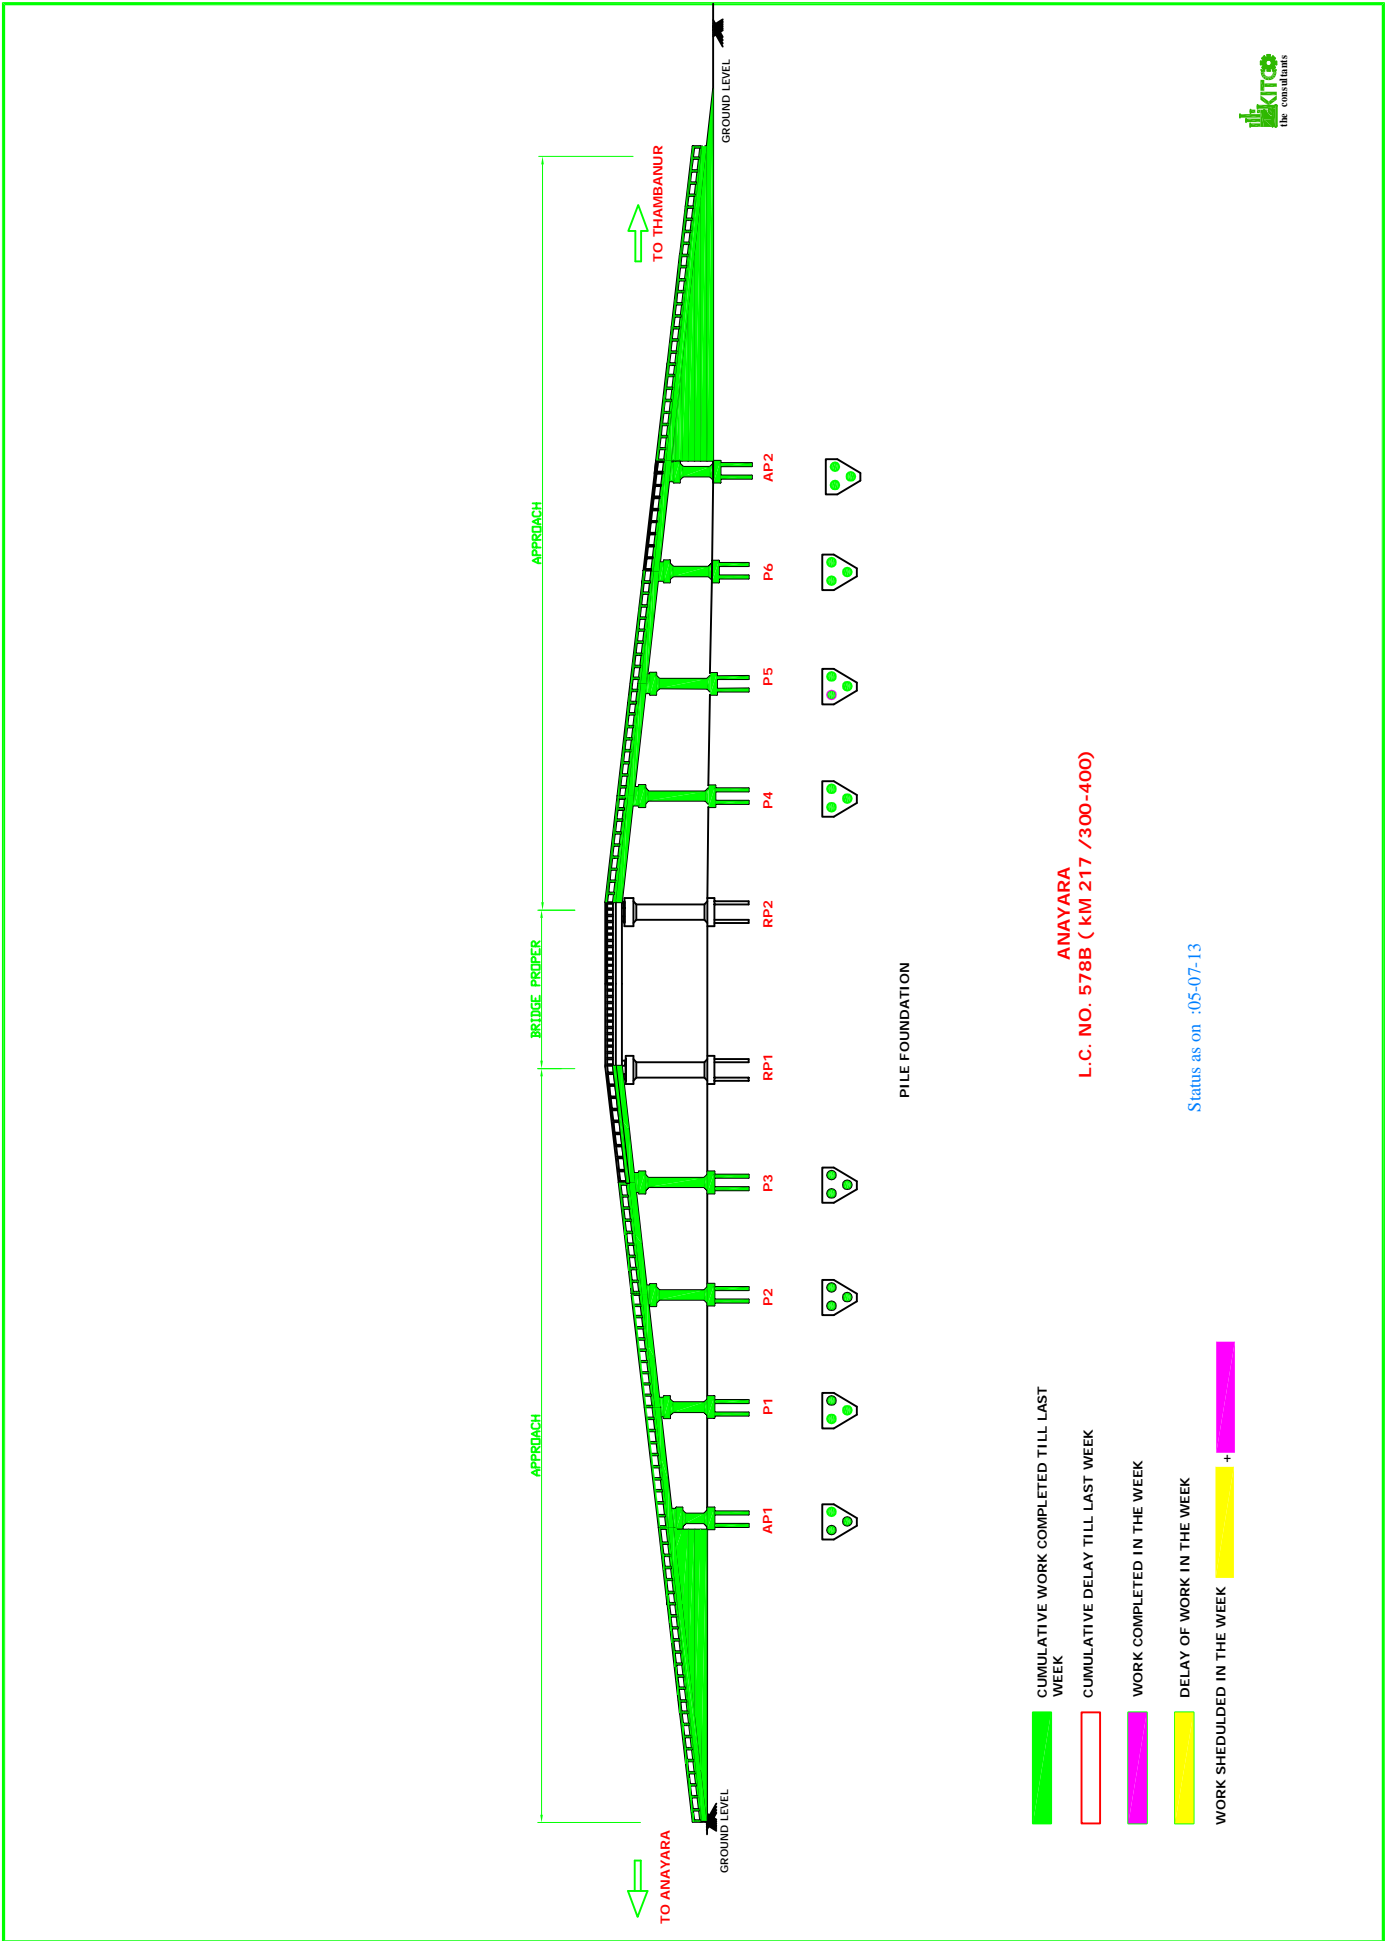 APPROACH
BRIDGE PROPER
APPROACH
TO ANAYARA
TO THAMBANUR
GROUND LEVEL
GROUND LEVEL
AP1
P1
P2
P3
RP1
RP2
P4
P5
P6
AP2
PILE FOUNDATION
ANAYARA
L.C. NO. 578B ( kM 217 /300-400)
Status as on :05-07-13
CUMULATIVE WORK COMPLETED TILL LAST
WEEK
CUMULATIVE DELAY TILL LAST WEEK
WORK COMPLETED IN THE WEEK
DELAY OF WORK IN THE WEEK
WORK SHEDULDED IN THE WEEK +
KITCO
the consultants